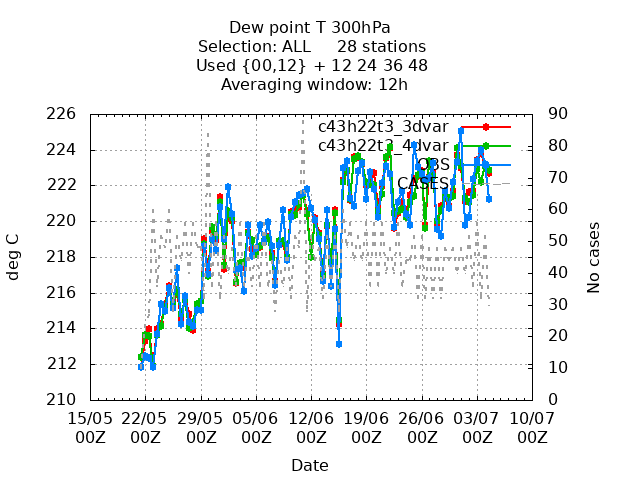 Dew point T 300hPa
Selection: ALL     28 stations
Used {00,12} + 12 24 36 48
Averaging window: 12h
226 90
c43h22t3_3dvar
c43h22t3_4dvar
OBS
CASES
224 80
222 70
220 60
218 50
216 40
214 30
212 20
210 10
0
deg C
No cases
15/05 22/05 29/05 05/06 12/06 19/06 26/06 03/07 10/07
00Z 00Z 00Z 00Z 00Z 00Z 00Z 00Z 00Z
Date